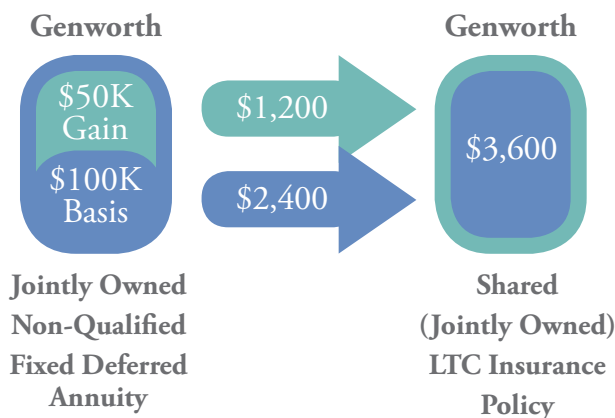 Genworth
$50K
Gain
$100K
Basis
Jointly Owned
Non-Qualified
Fixed Deferred
Annuity
$1,200
$2,400
Genworth
$3,600
Shared
(Jointly Owned)
LTC Insurance
Policy